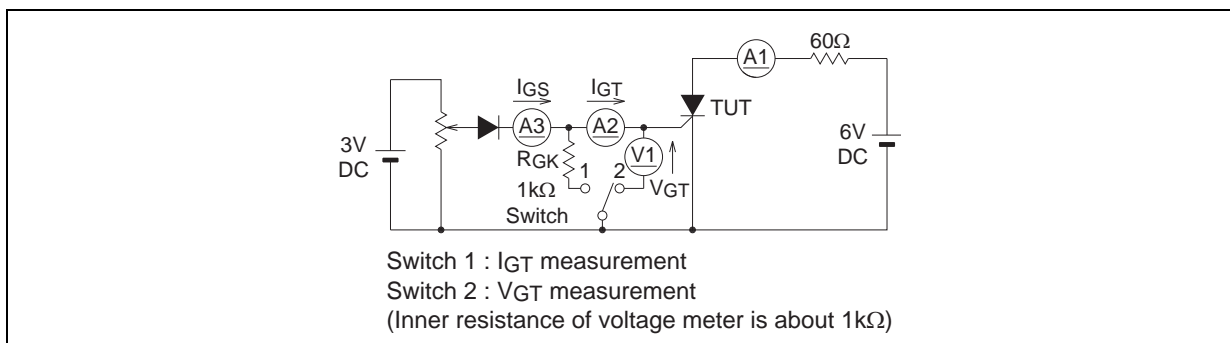 60Ω
A1
IGS
IGT
TUT
A3
A2
3V
DC
6V
DC
RGK
1
2
V1
1kΩ
VGT
Switch
Switch 1 : IGT measurement
Switch 2 : VGT measurement
(Inner resistance of voltage meter is about 1kΩ)